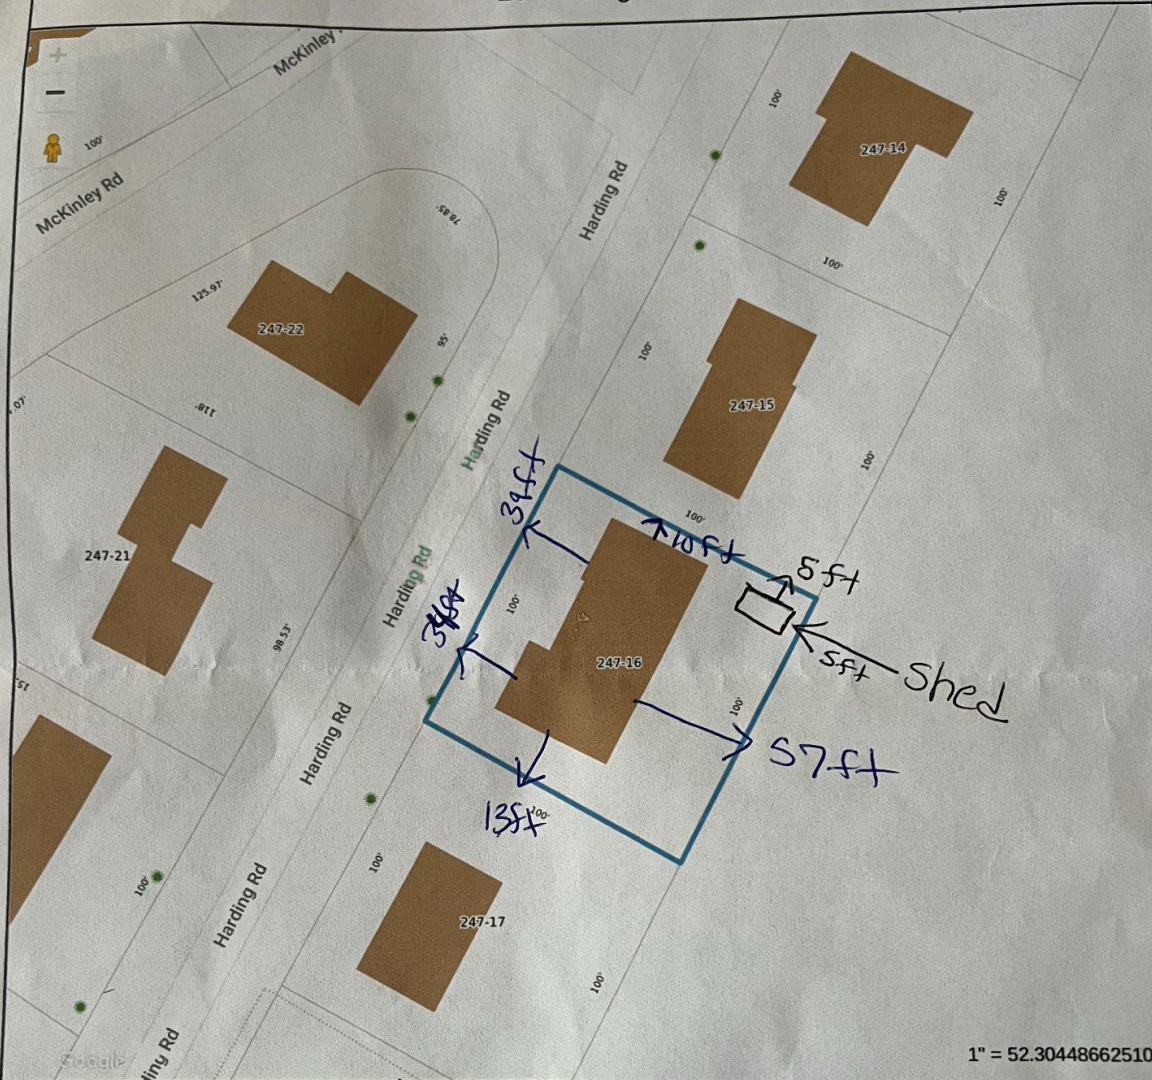 McKinley
100'
100'
247-14
McKinley Rd
Harding Rd
100'
78.85'
100'
125.97'
247-22
95'
100'
118'
247-15
Harding Rd
100'
34ft
100'
10ft
247-21
Harding Rd
5ft
100'
98.53'
247-16
5ft
Shed
100'
Harding Rd
57ft
13ft
100'
100'
100'
247-17
Harding Rd
100'
Google
1" = 52.30448662510